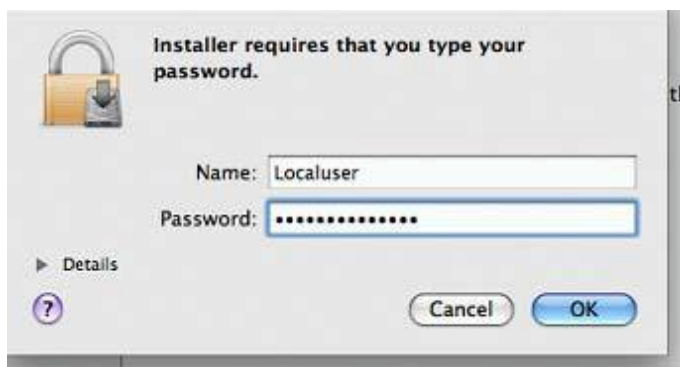 Installer requires that you type your
password.
Name: Localuser
Password: ••••••••••••••
Details
?
Cancel OK